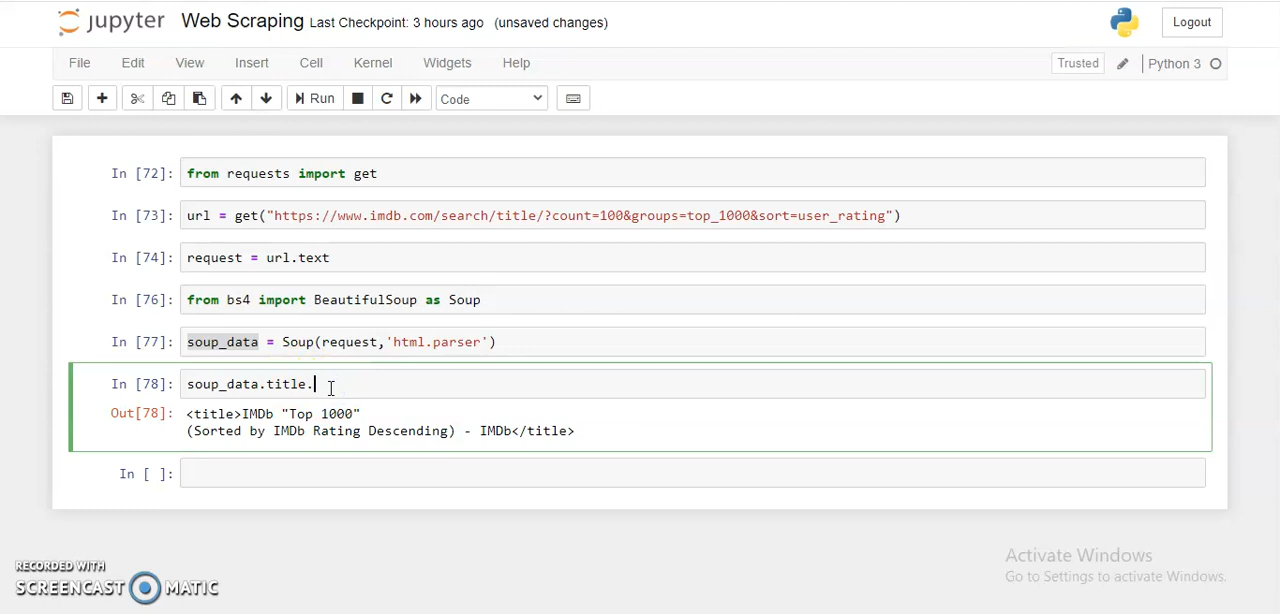 jupyter Web Scraping Last Checkpoint: 3 hours ago (unsaved changes) Logout
File Edit View Insert Cell Kernel Widgets Help Trusted Python 3
Run Code
In [72]: from requests import get
In [73]: url = get("https://www.imdb.com/search/title/?count=100&groups=top_1000&sort=user_rating")
In [74]: request = url.text
In [76]: from bs4 import BeautifulSoup as Soup
In [77]: soup_data = Soup(request,'html.parser')
In [78]: soup_data.title.
Out[78]: <title>IMDb "Top 1000"
(Sorted by IMDb Rating Descending) - IMDb</title>
In [ ]:
Activate Windows
Go to Settings to activate Windows.
RECORDED WITH
SCREENCAST MATIC